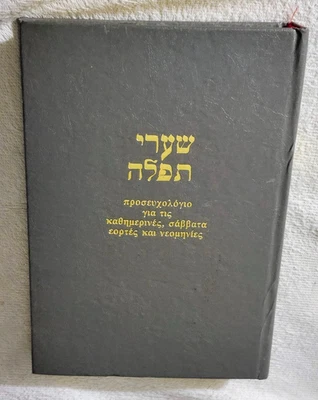 שערי
תפלה
προσευχολόγιο
για τις
καθημερινές, σάββατα
εορτές και νεομηνίες